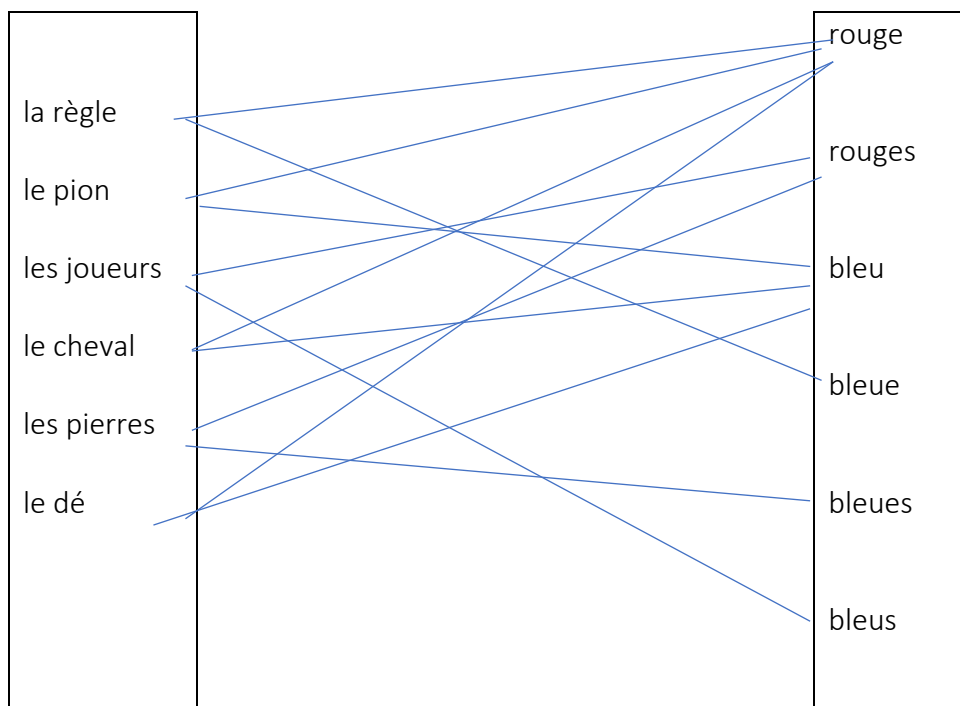 la règle
le pion
les joueurs
le cheval
les pierres
le dé
rouge
rouges
bleu
bleue
bleues
bleus